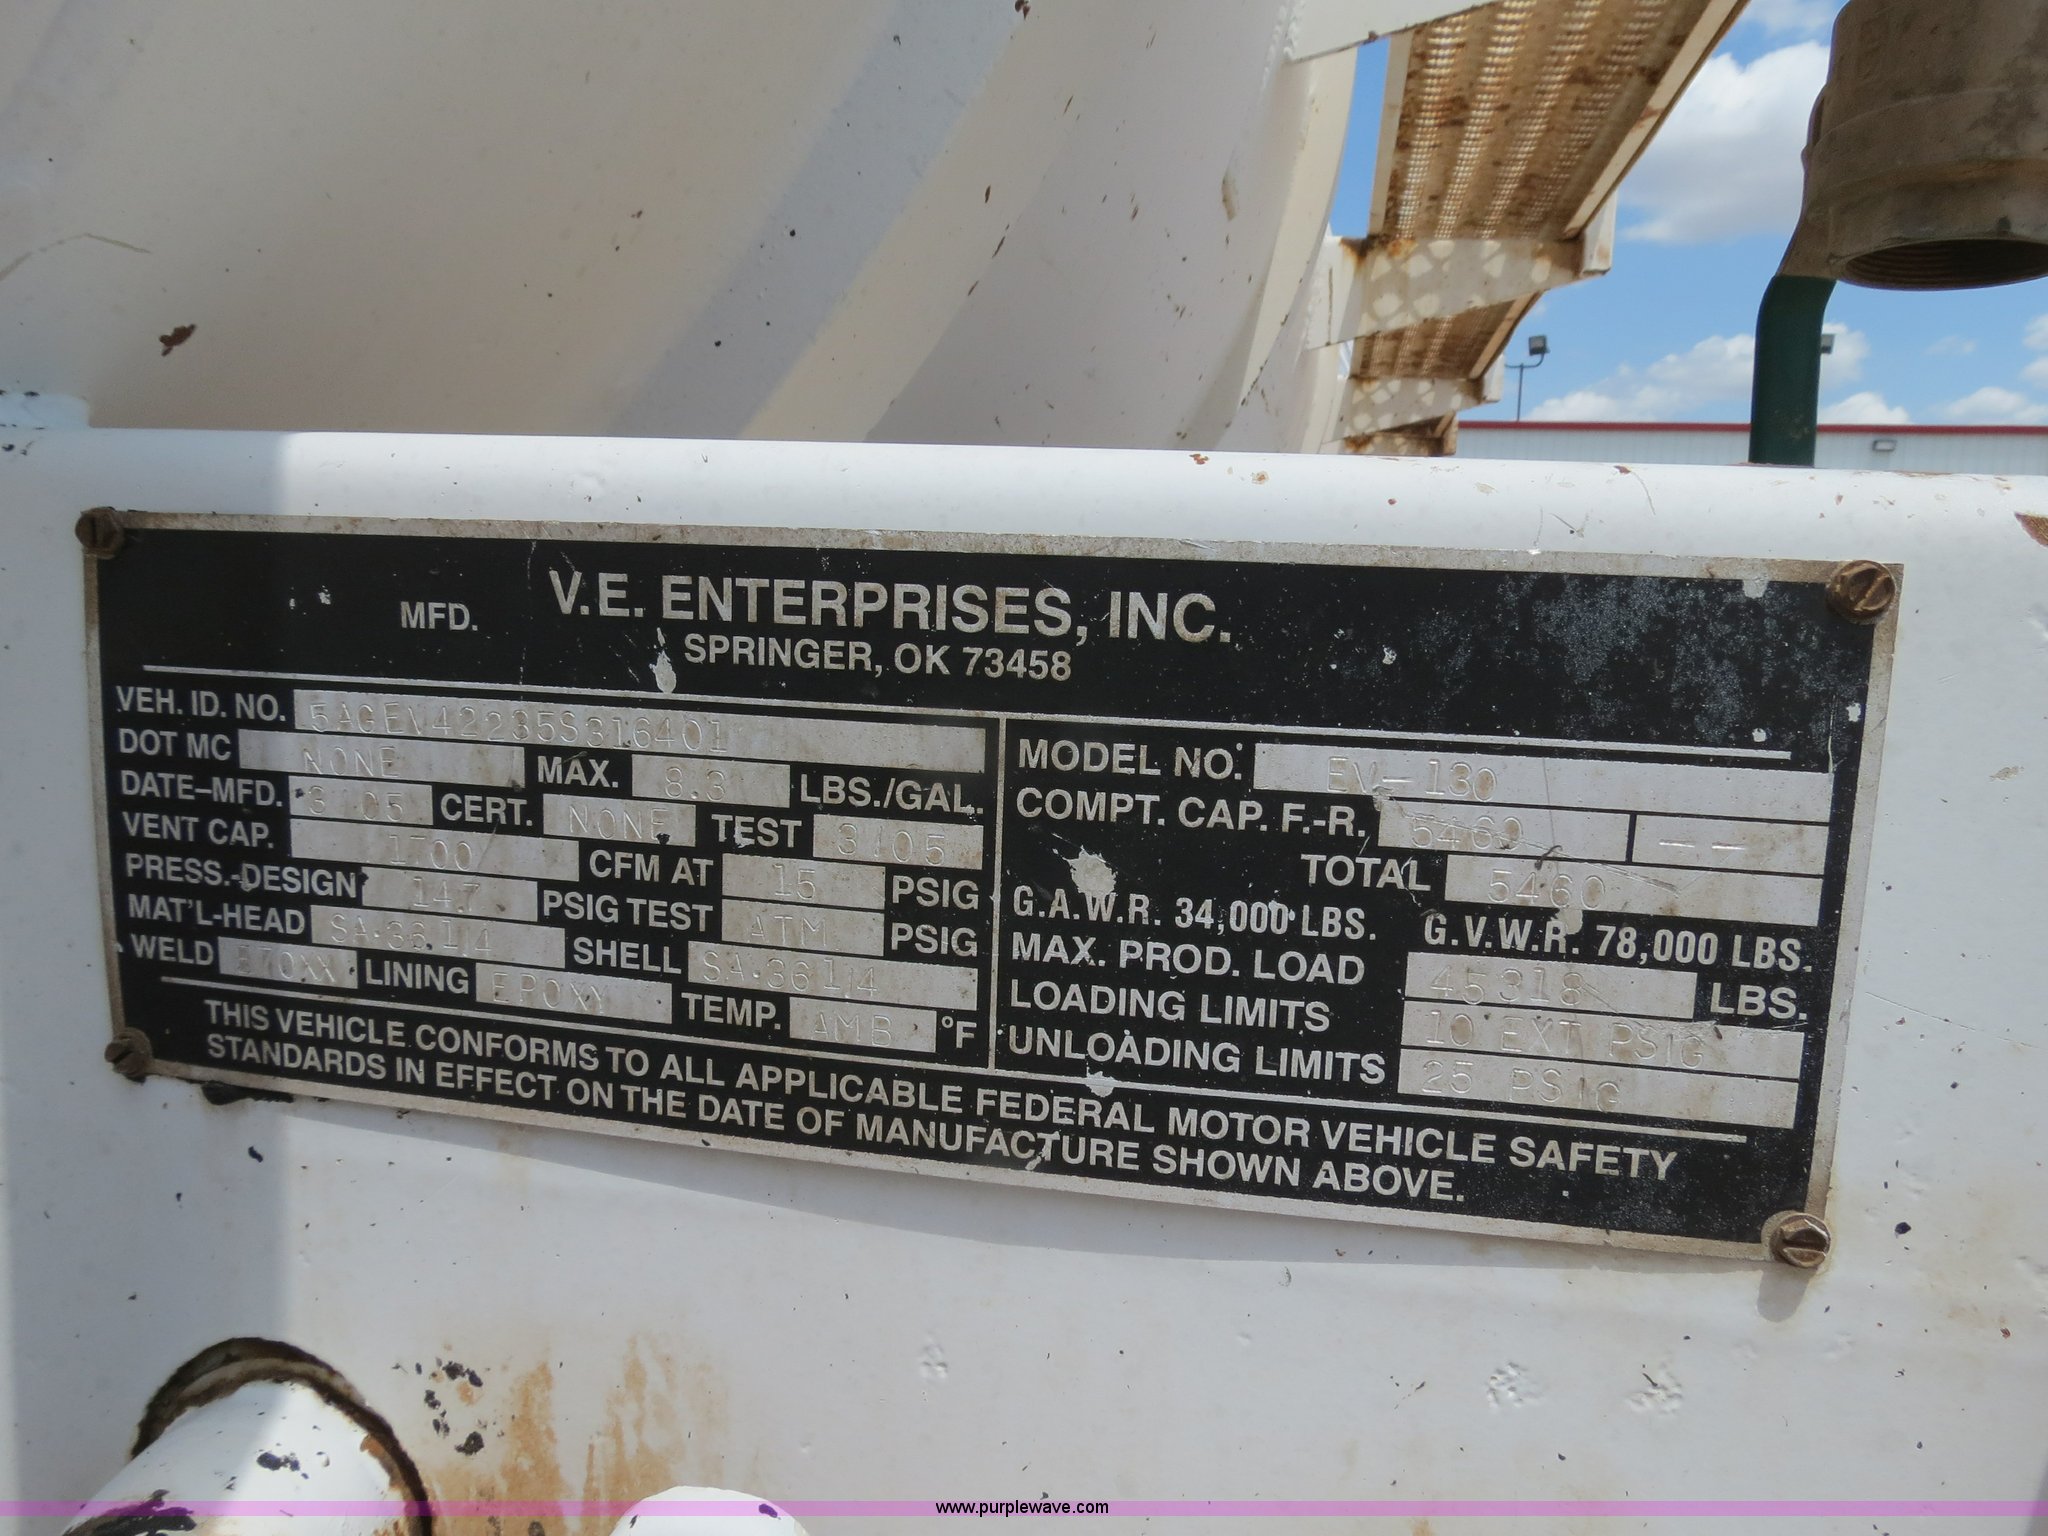 MFD. V.E. ENTERPRISES, INC.
SPRINGER, OK 73458
VEH. ID. NO. 5AGEV42235S316401
DOT MC NONE MAX. 8.3 LBS./GAL.
DATE-MFD. 3/05 CERT. NONE TEST 3/05
VENT CAP. 1700 CFM AT 15 PSIG
PRESS.-DESIGN 14.7 PSIG TEST ATM PSIG
MAT'L-HEAD SA.36.1/4 SHELL SA.36 1/4
WELD E70XX LINING EPOXY TEMP. AMB °F
MODEL NO. EV-130
COMPT. CAP. F.-R. 5460 --
TOTAL 5460
G.A.W.R. 34,000 LBS. G.V.W.R. 78,000 LBS.
MAX. PROD. LOAD 45318 LBS.
LOADING LIMITS 10 EXT PSIG
UNLOADING LIMITS 25 PSIG
THIS VEHICLE CONFORMS TO ALL APPLICABLE FEDERAL MOTOR VEHICLE SAFETY
STANDARDS IN EFFECT ON THE DATE OF MANUFACTURE SHOWN ABOVE.
www.purplewave.com